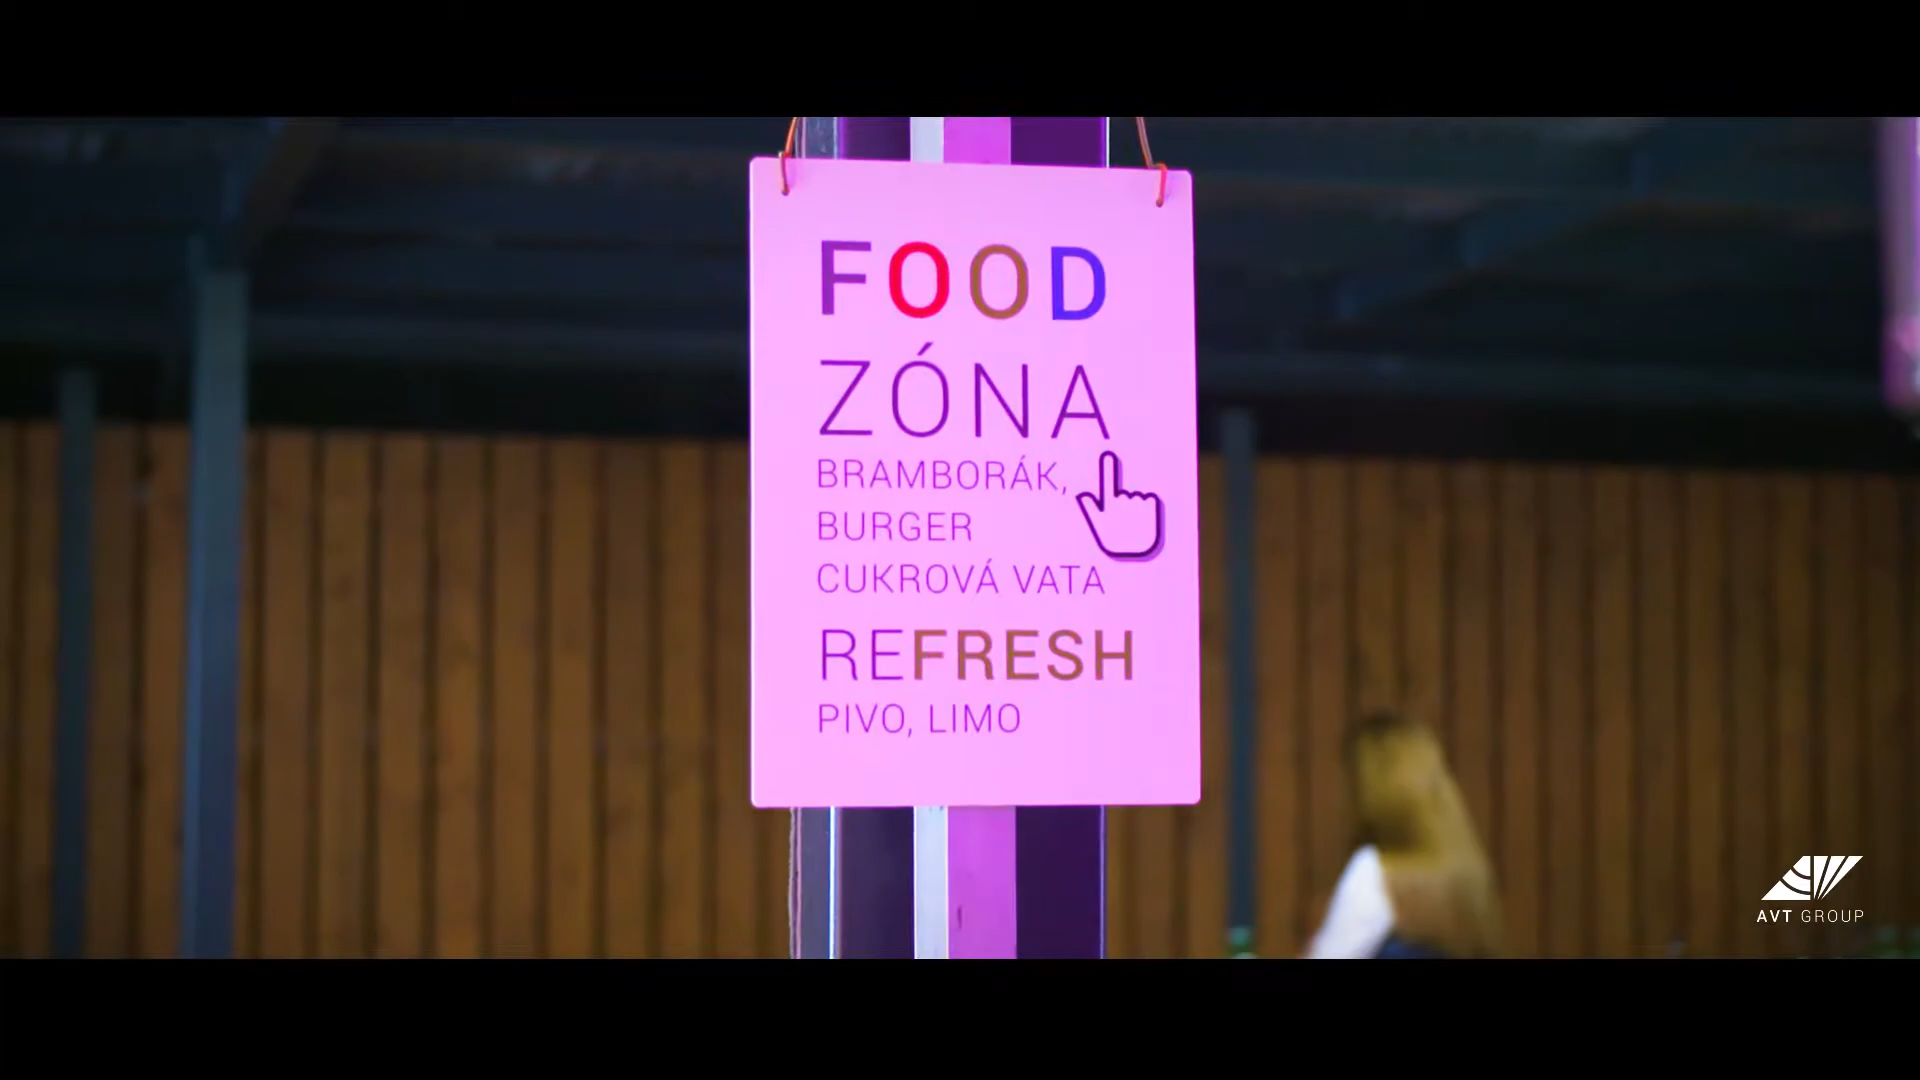 FOOD
ZÓNA
BRAMBORÁK,
BURGER
CUKROVÁ VATA
REFRESH
PIVO, LIMO
AVT GROUP